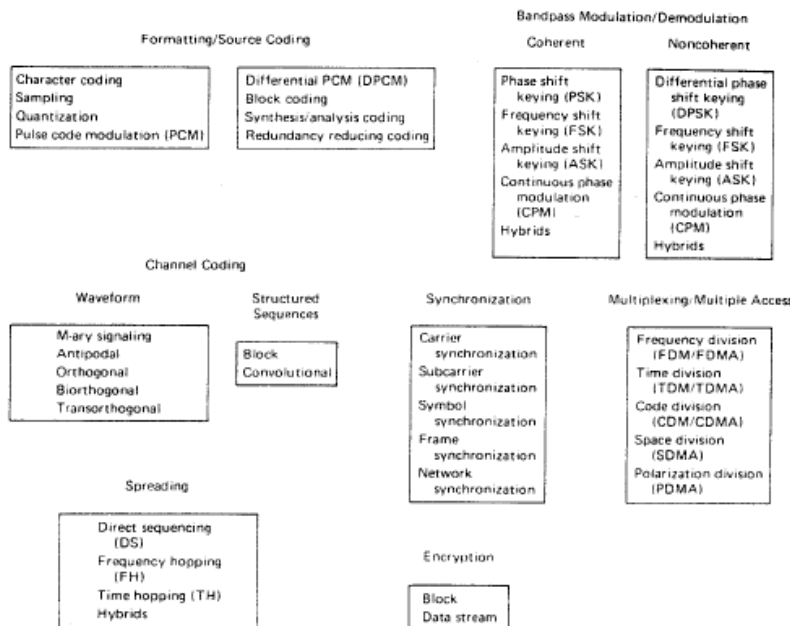 Formatting/Source Coding
Character coding
Sampling
Quantization
Pulse code modulation (PCM)
Differential PCM (DPCM)
Block coding
Synthesis/analysis coding
Redundancy reducing coding
Bandpass Modulation/Demodulation
Coherent
Phase shift
keying (PSK)
Frequency shift
keying (FSK)
Amplitude shift
keying (ASK)
Continuous phase
modulation
(CPM)
Hybrids
Noncoherent
Differential phase
shift keying
(DPSK)
Frequency shift
keying (FSK)
Amplitude shift
keying (ASK)
Continuous phase
modulation
(CPM)
Hybrids
Channel Coding
Waveform
M-ary signaling
Antipodal
Orthogonal
Biorthogonal
Transorthogonal
Structured
Sequences
Block
Convolutional
Synchronization
Carrier
synchronization
Subcarrier
synchronization
Symbol
synchronization
Frame
synchronization
Network
synchronization
Multiplexing/Multiple Access
Frequency division
(FDM/FDMA)
Time division
(TDM/TDMA)
Code division
(CDM/CDMA)
Space division
(SDMA)
Polarization division
(PDMA)
Spreading
Direct sequencing
(DS)
Frequency hopping
(FH)
Time hopping (TH)
Hybrids
Encryption
Block
Data stream